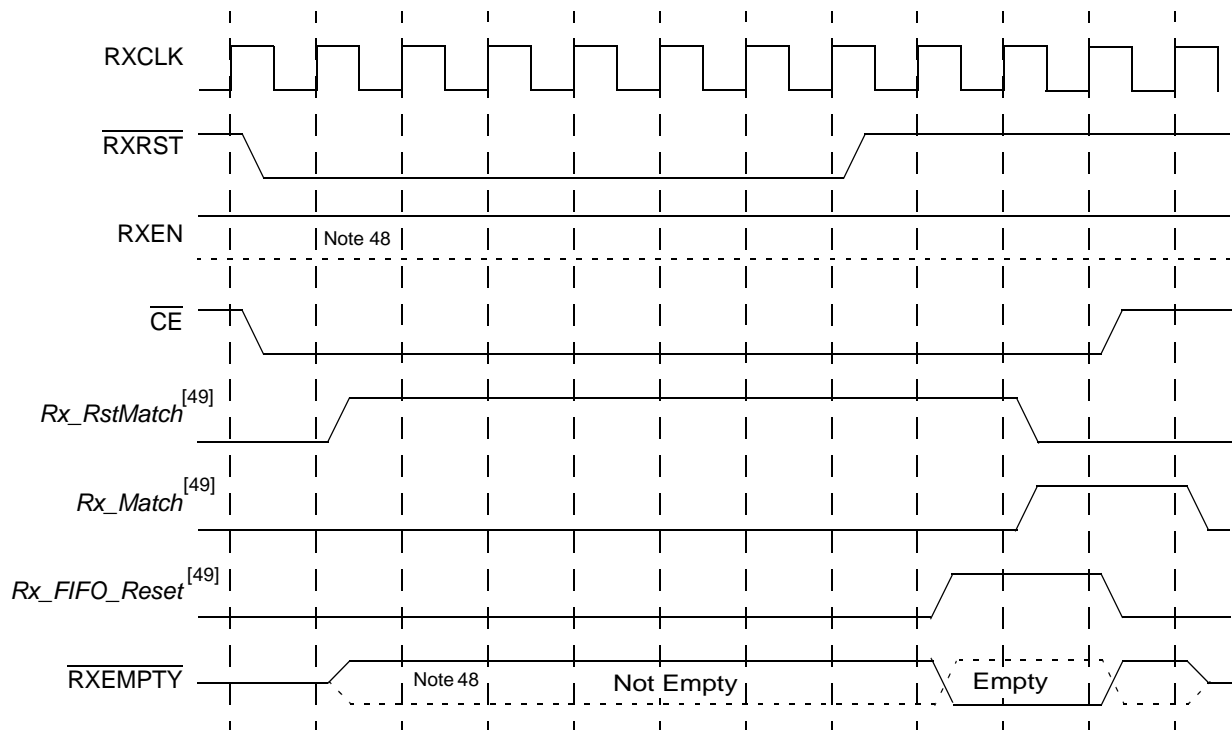 RXCLK
RXRST
RXEN
Note 48
CE
Rx_RstMatch[49]
Rx_Match[49]
Rx_FIFO_Reset[49]
RXEMPTY
Note 48
Not Empty
Empty